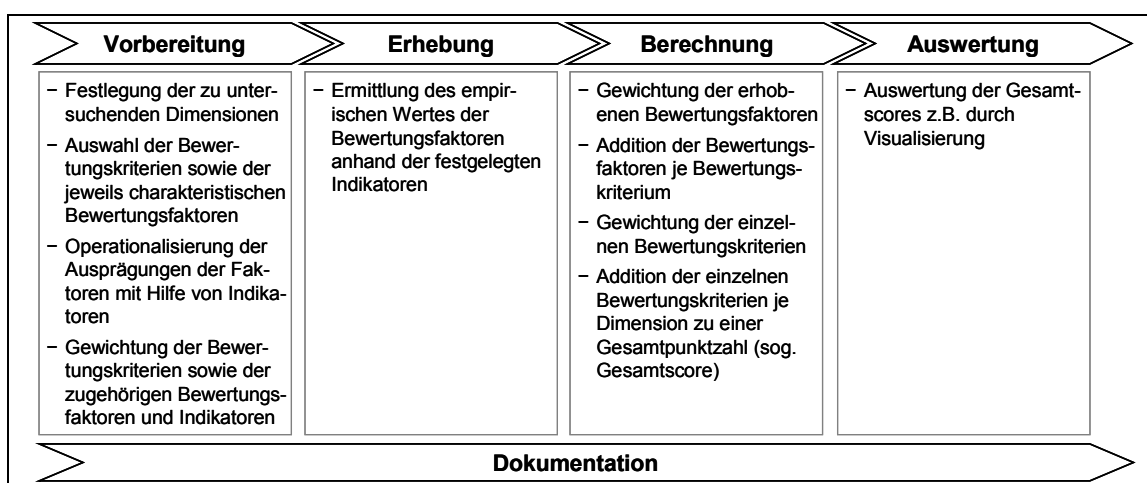 Vorbereitung
Erhebung
Berechnung
Auswertung
– Festlegung der zu unter-
suchenden Dimensionen
– Auswahl der Bewer-
tungskriterien sowie der
jeweils charakteristischen
Bewertungsfaktoren
– Operationalisierung der
Ausprägungen der Fak-
toren mit Hilfe von Indika-
toren
– Gewichtung der Bewer-
tungskriterien sowie der
zugehörigen Bewertungs-
faktoren und Indikatoren
– Ermittlung des empir-
ischen Wertes der
Bewertungsfaktoren
anhand der festgelegten
Indikatoren
– Gewichtung der erhob-
enen Bewertungsfaktoren
– Addition der Bewertungs-
faktoren je Bewertungs-
kriterium
– Gewichtung der einzel-
nen Bewertungskriterien
– Addition der einzelnen
Bewertungskriterien je
Dimension zu einer
Gesamtpunktzahl (sog.
Gesamtscore)
– Auswertung der Gesamt-
scores z.B. durch
Visualisierung
Dokumentation